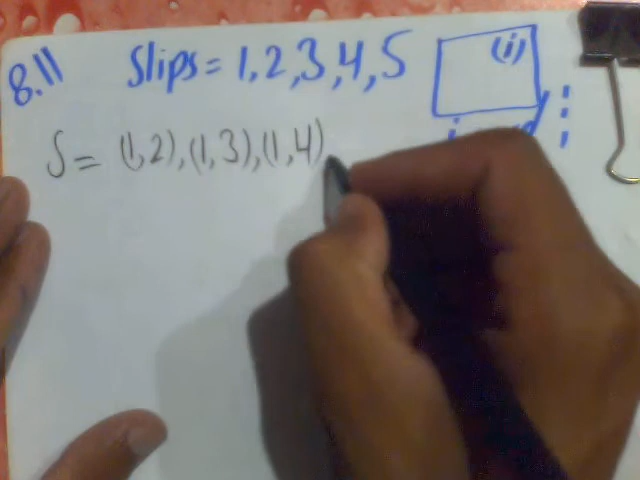 8.11 Slips = 1, 2, 3, 4, 5 (i)
S = (1,2), (1,3), (1,4)